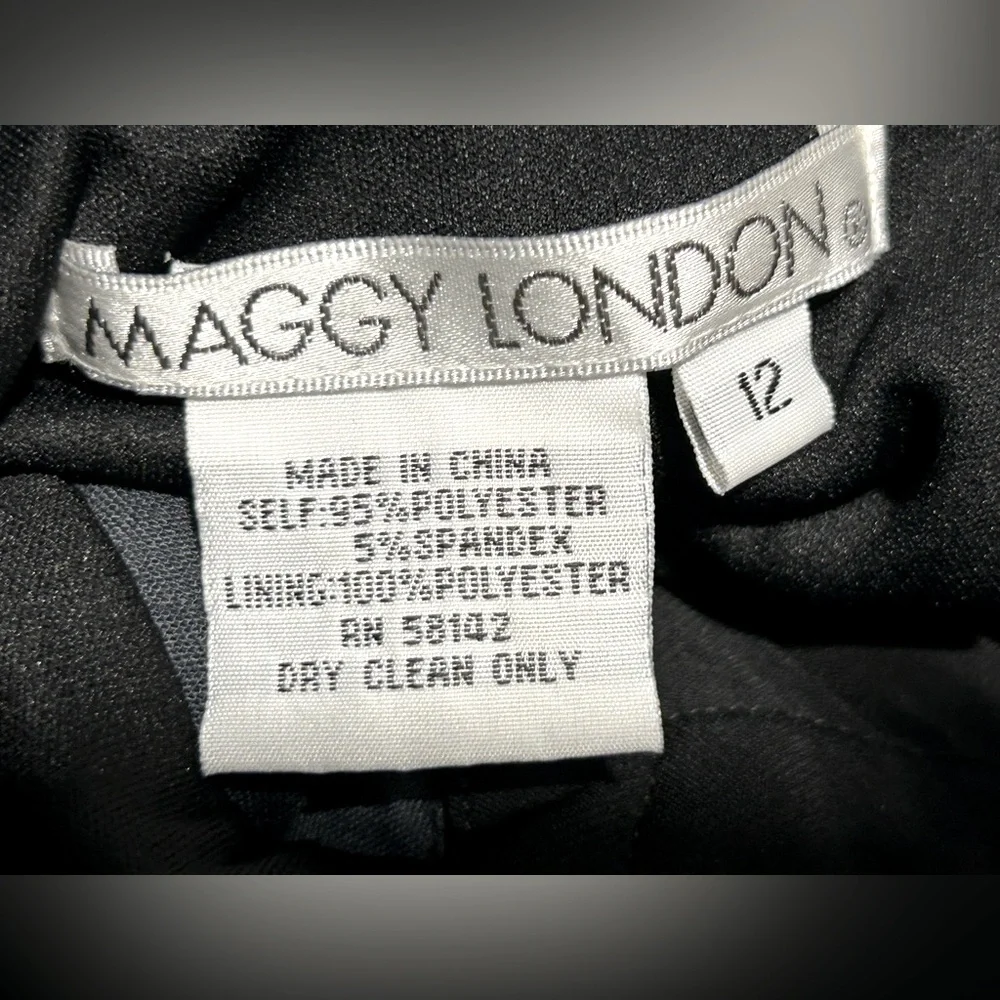 MAGGY LONDON®
12
MADE IN CHINA
SELF:95%POLYESTER
5%SPANDEX
LINING:100%POLYESTER
RN 58142
DRY CLEAN ONLY